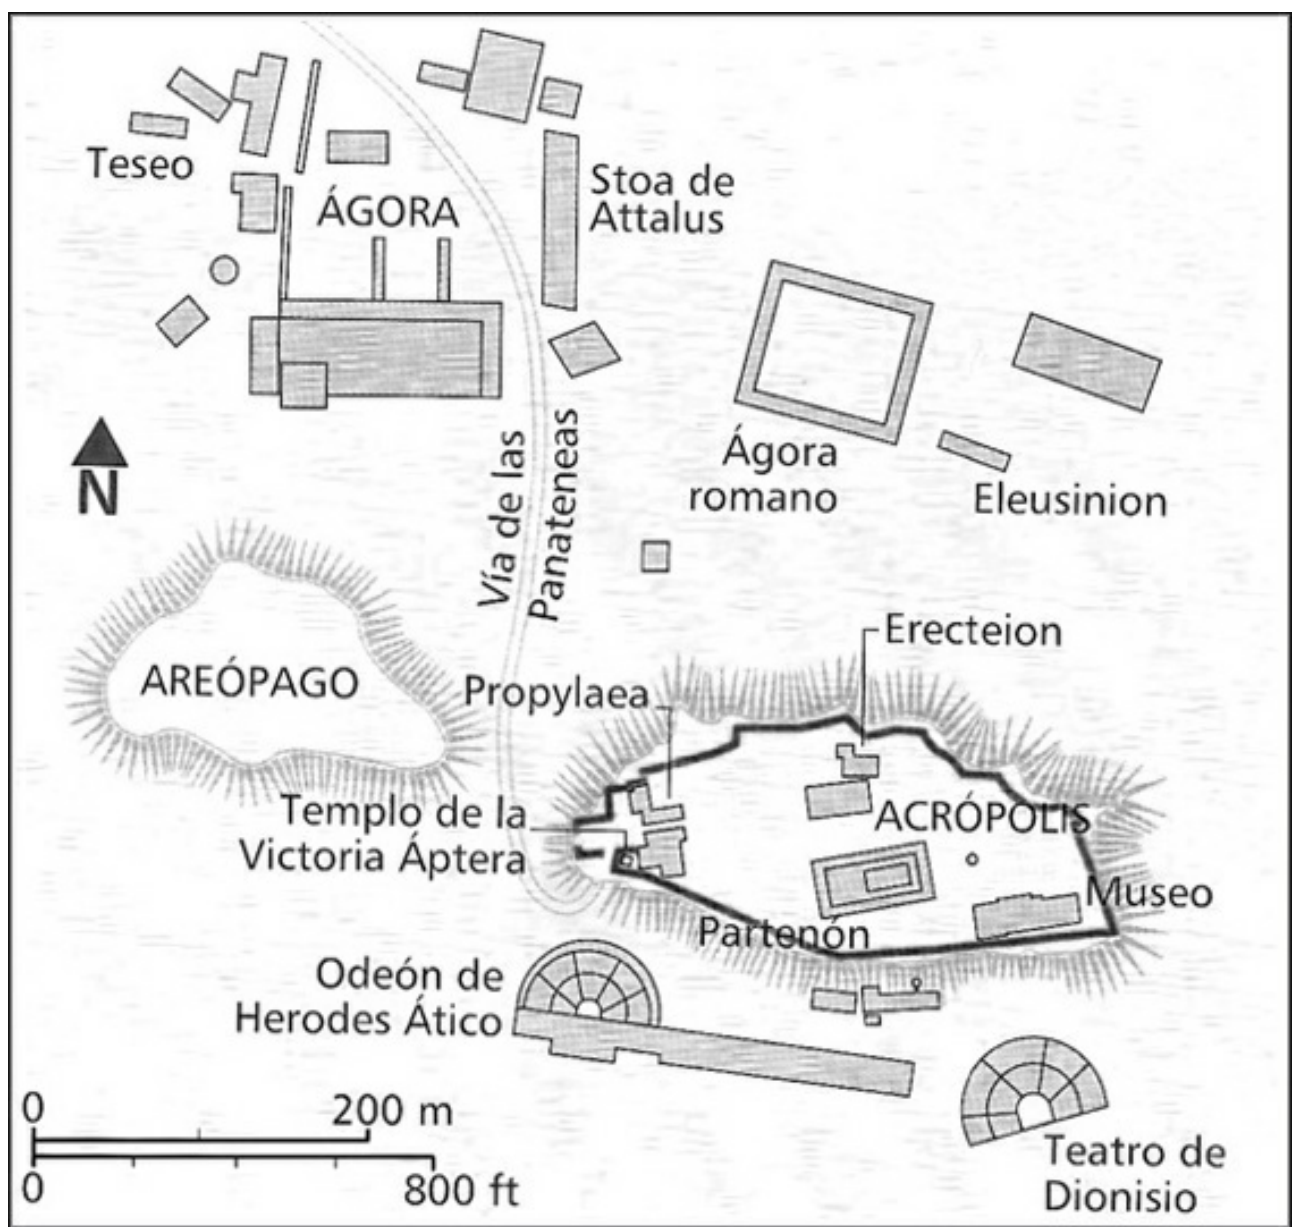 Teseo
ÁGORA
Stoa de
Attalus
Ágora
romano
Eleusinion
N
Vía de las
Panateneas
AREÓPAGO
Erecteion
Propylaea
Templo de la
Victoria Áptera
ACRÓPOLIS
Museo
Partenón
Odeón de
Herodes Ático
Teatro de
Dionisio
0 200 m
0 800 ft